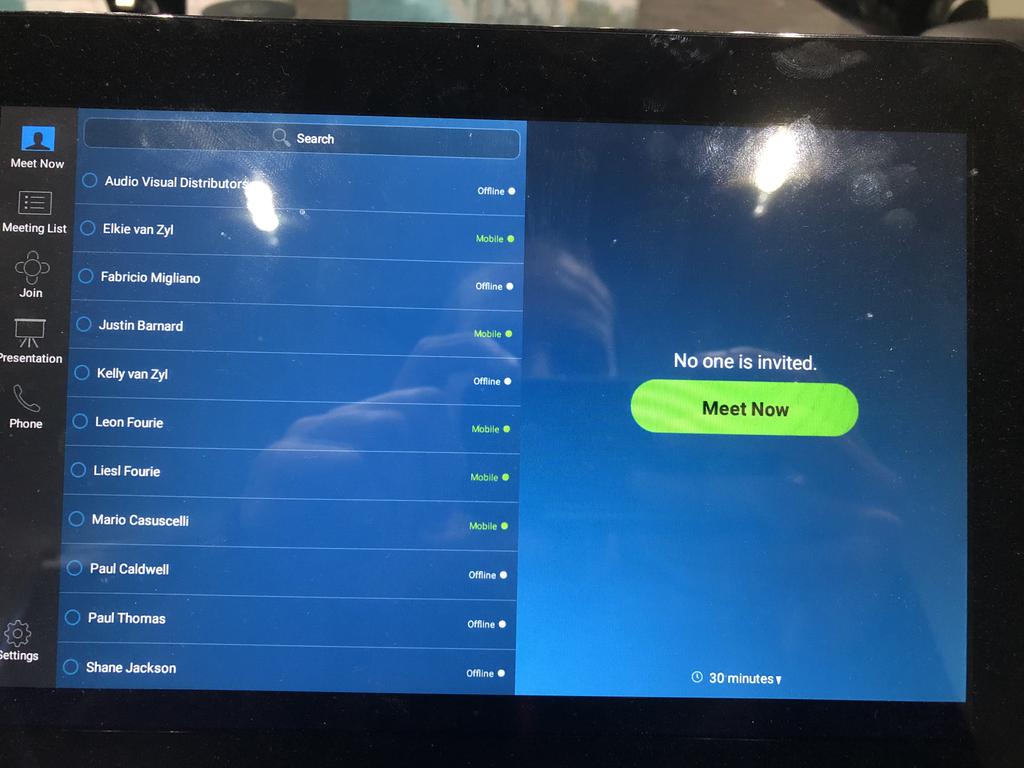 Meet Now
Meeting List
Join
Presentation
Phone
Settings
Search
Audio Visual Distributors Offline
Elkie van Zyl Mobile
Fabricio Migliano Offline
Justin Barnard Mobile
Kelly van Zyl Offline
Leon Fourie Mobile
Liesl Fourie Mobile
Mario Casuscelli Mobile
Paul Caldwell Offline
Paul Thomas Offline
Shane Jackson Offline
No one is invited.
Meet Now
30 minutes